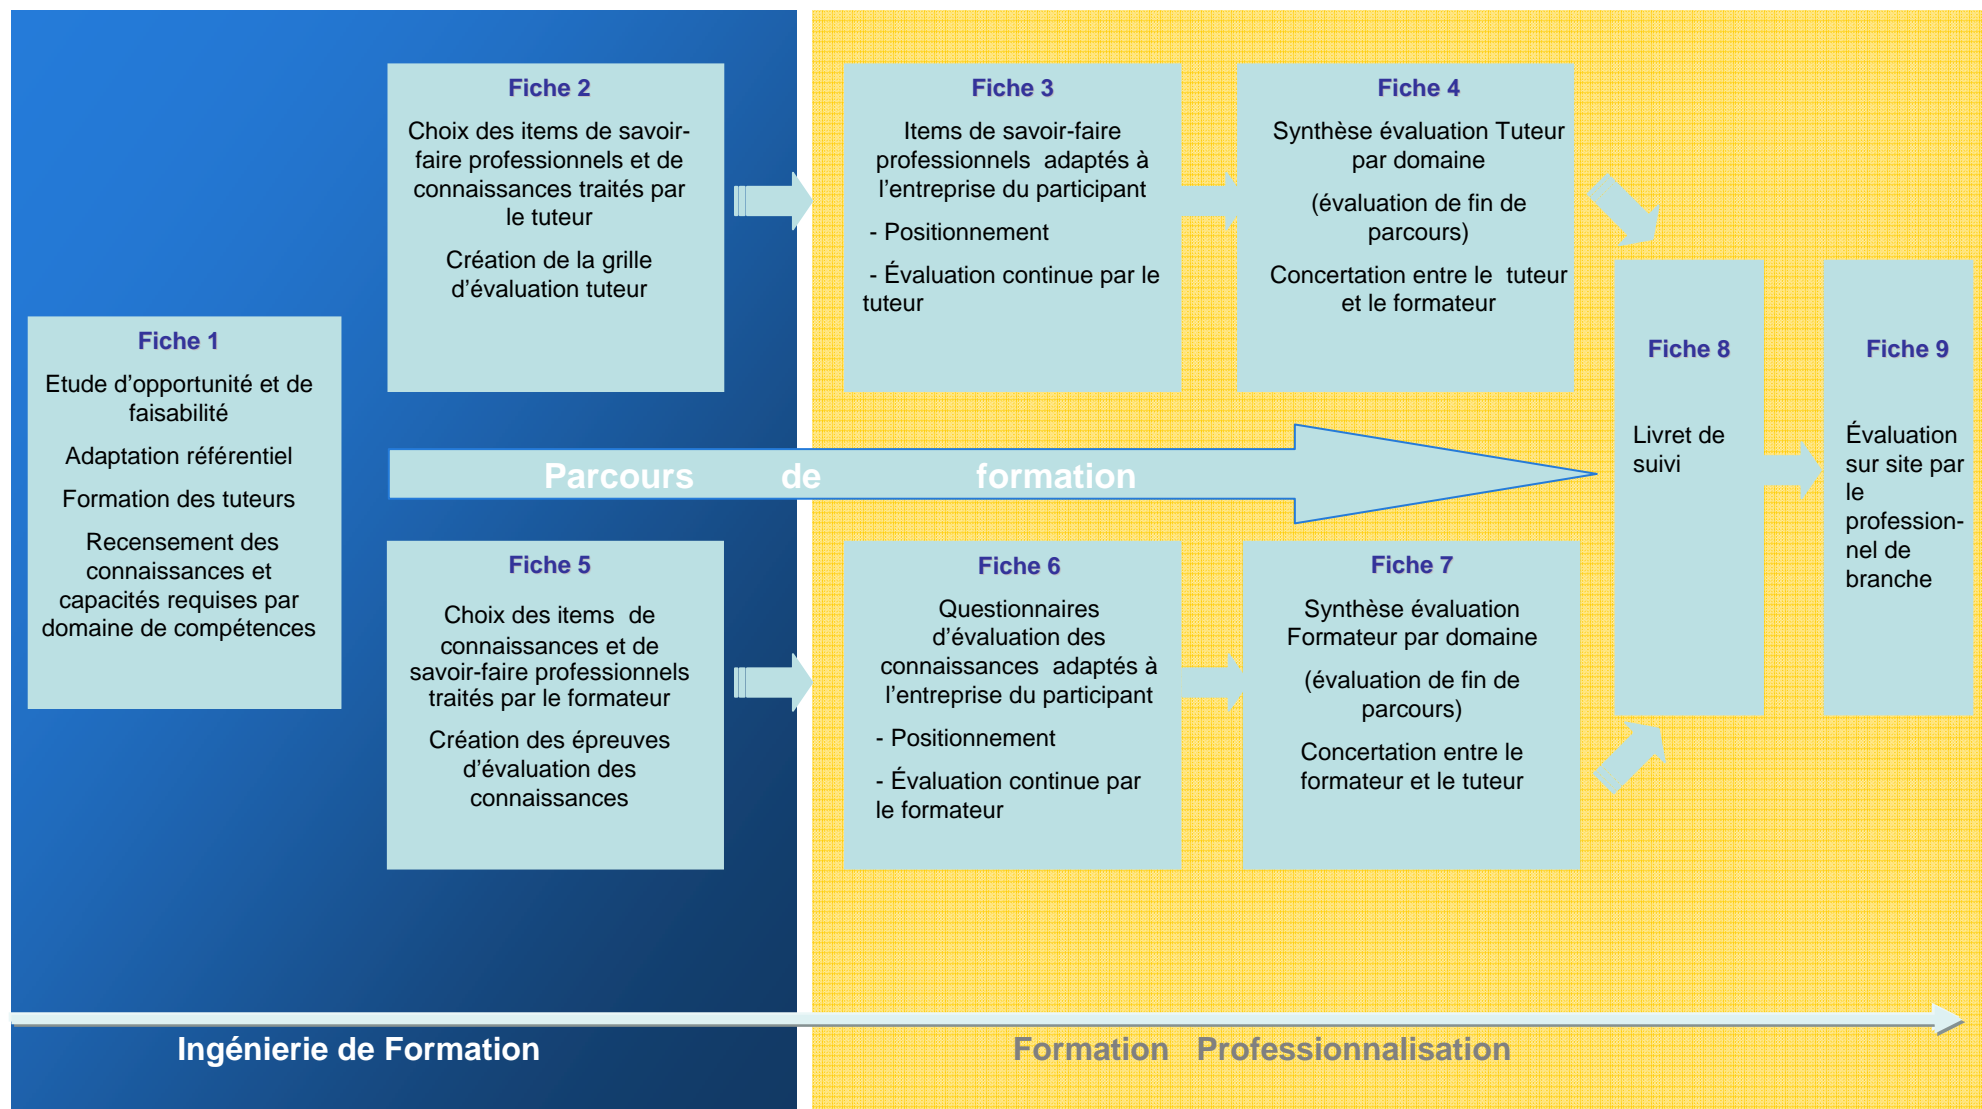 Fiche 1
Etude d’opportunité et de
faisabilité
Adaptation référentiel
Formation des tuteurs
Recensement des
connaissances et
capacités requises par
domaine de compétences
Fiche 2
Choix des items de savoir-
faire professionnels et de
connaissances traités par
le tuteur
Création de la grille
d’évaluation tuteur
Fiche 3
Items de savoir-faire
professionnels adaptés à
l’entreprise du participant
- Positionnement
- Évaluation continue par le
tuteur
Fiche 4
Synthèse évaluation Tuteur
par domaine
(évaluation de fin de
parcours)
Concertation entre le tuteur
et le formateur
Parcours de formation
Fiche 5
Choix des items de
connaissances et de
savoir-faire professionnels
traités par le formateur
Création des épreuves
d’évaluation des
connaissances
Fiche 6
Questionnaires
d’évaluation des
connaissances adaptés à
l’entreprise du participant
- Positionnement
- Évaluation continue par
le formateur
Fiche 7
Synthèse évaluation
Formateur par domaine
(évaluation de fin de
parcours)
Concertation entre le
formateur et le tuteur
Fiche 8
Livret de
suivi
Fiche 9
Évaluation
sur site par
le
profession-
nel de
branche
Ingénierie de Formation
Formation Professionnalisation